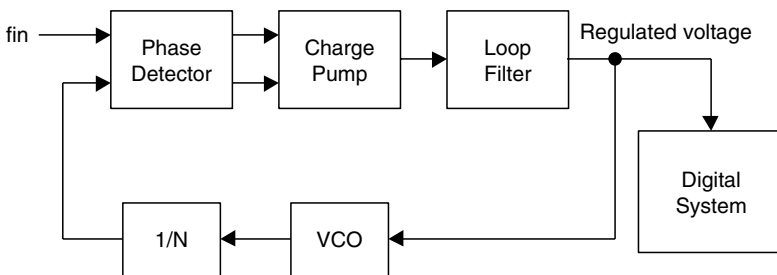 fin
Phase
Detector
Charge
Pump
Loop
Filter
Regulated voltage
Digital
System
1/N
VCO